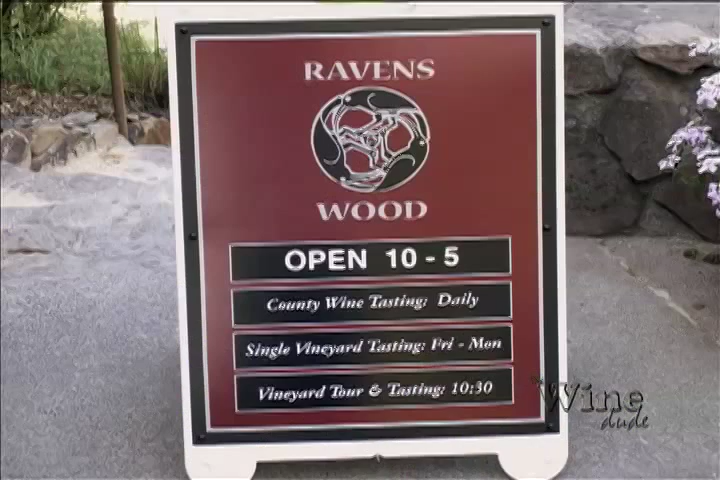 RAVENS
WOOD
OPEN 10 - 5
County Wine Tasting: Daily
Single Vineyard Tasting: Fri - Mon
Vineyard Tour & Tasting: 10:30
Wine
dude